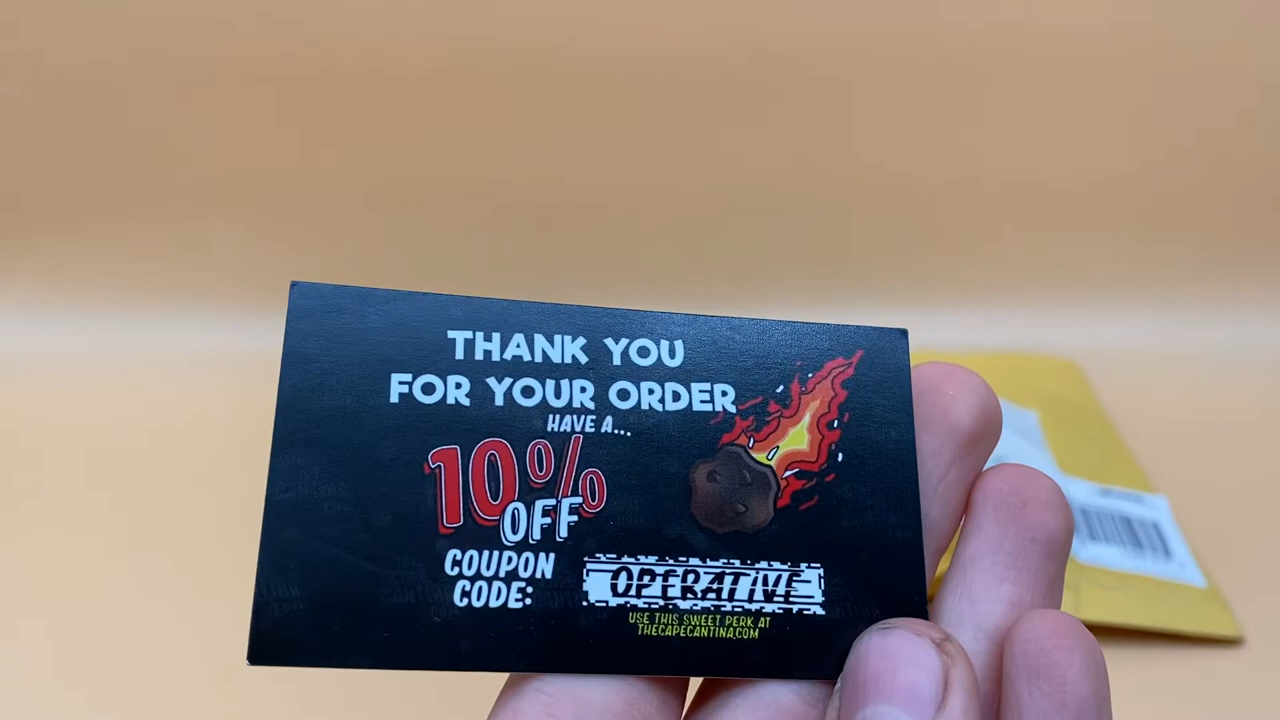 THANK YOU
FOR YOUR ORDER
HAVE A...
10%
OFF
COUPON
CODE:
OPERATIVE
USE THIS SWEET PERK AT
THECAPECANTINA.COM